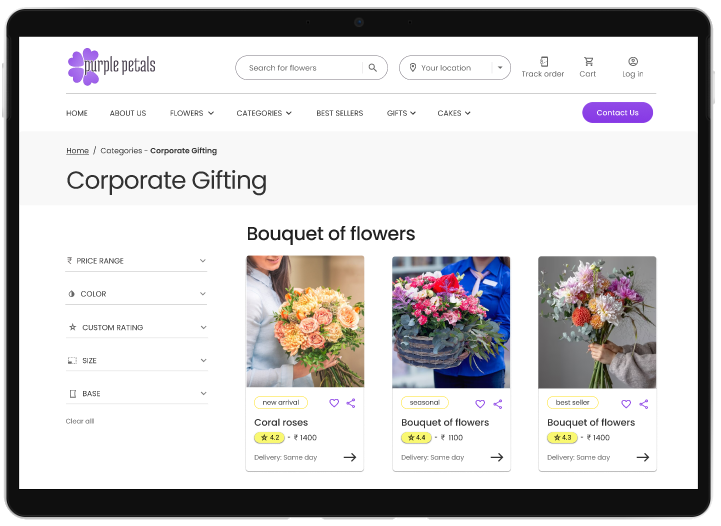 purple petals
Search for flowers
Your location
Track order
Cart
Log in
HOME
ABOUT US
FLOWERS
CATEGORIES
BEST SELLERS
GIFTS
CAKES
Contact Us
Home / Categories - Corporate Gifting
Corporate Gifting
Bouquet of flowers
₹ PRICE RANGE
COLOR
CUSTOM RATING
SIZE
BASE
Clear alll
new arrival
Coral roses
4.2 - ₹ 1400
Delivery: Same day
seasonal
Bouquet of flowers
4.4 - ₹ 1100
Delivery: Same day
best seller
Bouquet of flowers
4.3 - ₹ 1400
Delivery: Same day